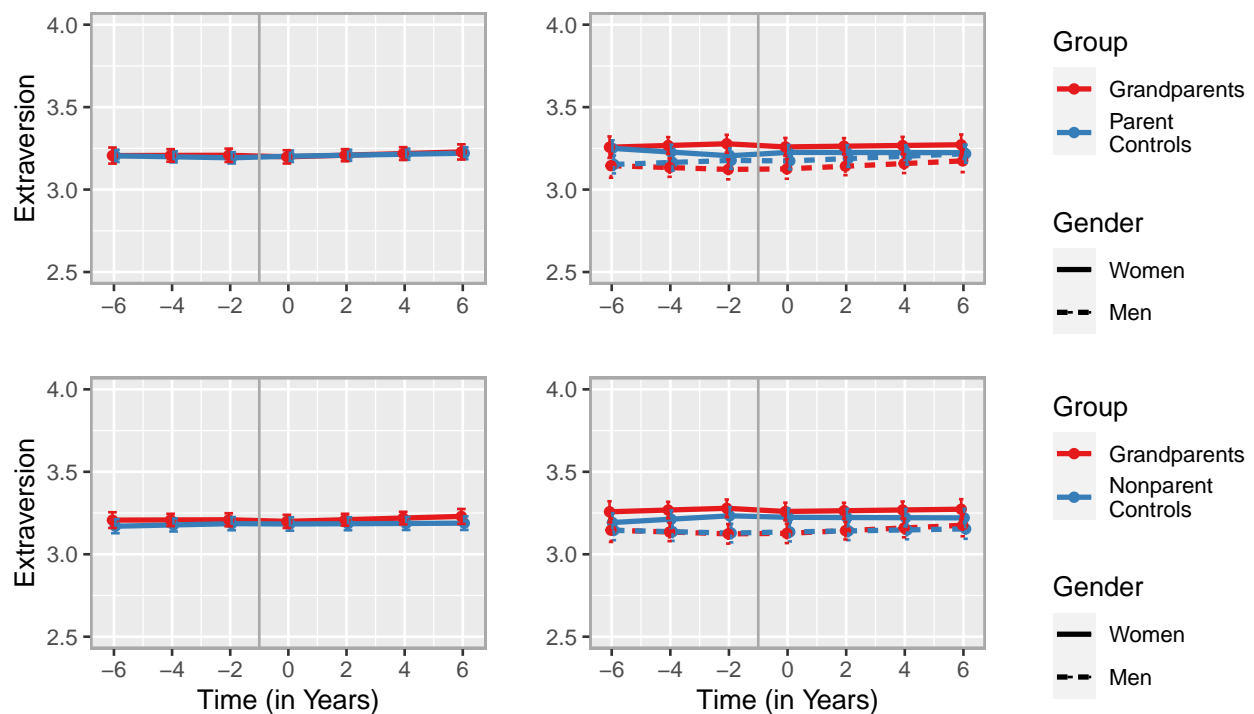 4.0
3.5
3.0
2.5
Extraversion
−6 −4 −2 0 2 4 6
4.0
3.5
3.0
2.5
−6 −4 −2 0 2 4 6
Group
Grandparents
Parent
Controls
Gender
Women
Men
4.0
3.5
3.0
2.5
Extraversion
−6 −4 −2 0 2 4 6
Time (in Years)
4.0
3.5
3.0
2.5
−6 −4 −2 0 2 4 6
Time (in Years)
Group
Grandparents
Nonparent
Controls
Gender
Women
Men